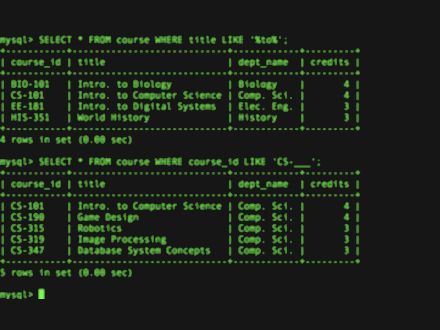 mysql> SELECT * FROM course WHERE title LIKE '%to%';
+-----------+----------------------------+------------+---------+
| course_id | title                      | dept_name  | credits |
+-----------+----------------------------+------------+---------+
| BIO-101   | Intro. to Biology          | Biology    |       4 |
| CS-101    | Intro. to Computer Science | Comp. Sci. |       4 |
| EE-181    | Intro. to Digital Systems  | Elec. Eng. |       3 |
| HIS-351   | World History              | History    |       3 |
+-----------+----------------------------+------------+---------+
4 rows in set (0.00 sec)
mysql> SELECT * FROM course WHERE course_id LIKE 'CS-___';
+-----------+----------------------------+------------+---------+
| course_id | title                      | dept_name  | credits |
+-----------+----------------------------+------------+---------+
| CS-101    | Intro. to Computer Science | Comp. Sci. |       4 |
| CS-190    | Game Design                | Comp. Sci. |       4 |
| CS-315    | Robotics                   | Comp. Sci. |       3 |
| CS-319    | Image Processing           | Comp. Sci. |       3 |
| CS-347    | Database System Concepts   | Comp. Sci. |       3 |
+-----------+----------------------------+------------+---------+
5 rows in set (0.00 sec)
mysql>